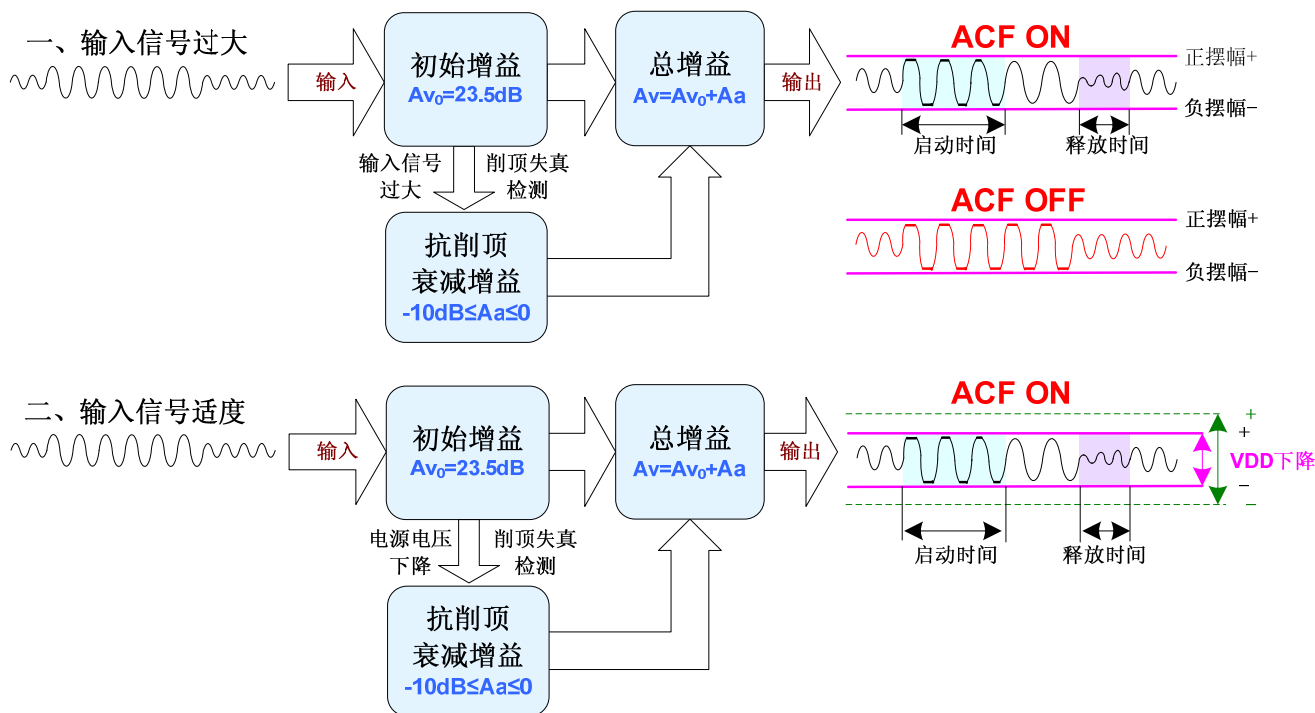 一、输入信号过大
输入
初始增益
Av₀=23.5dB
总增益
Av=Av₀+Aa
输出
ACF ON
正摆幅+
负摆幅-
启动时间
释放时间
输入信号
过大
削顶失真
检测
抗削顶
衰减增益
-10dB≤Aa≤0
ACF OFF
正摆幅+
负摆幅-
二、输入信号适度
输入
初始增益
Av₀=23.5dB
总增益
Av=Av₀+Aa
输出
ACF ON
+
+
VDD下降
-
-
启动时间
释放时间
电源电压
下降
削顶失真
检测
抗削顶
衰减增益
-10dB≤Aa≤0